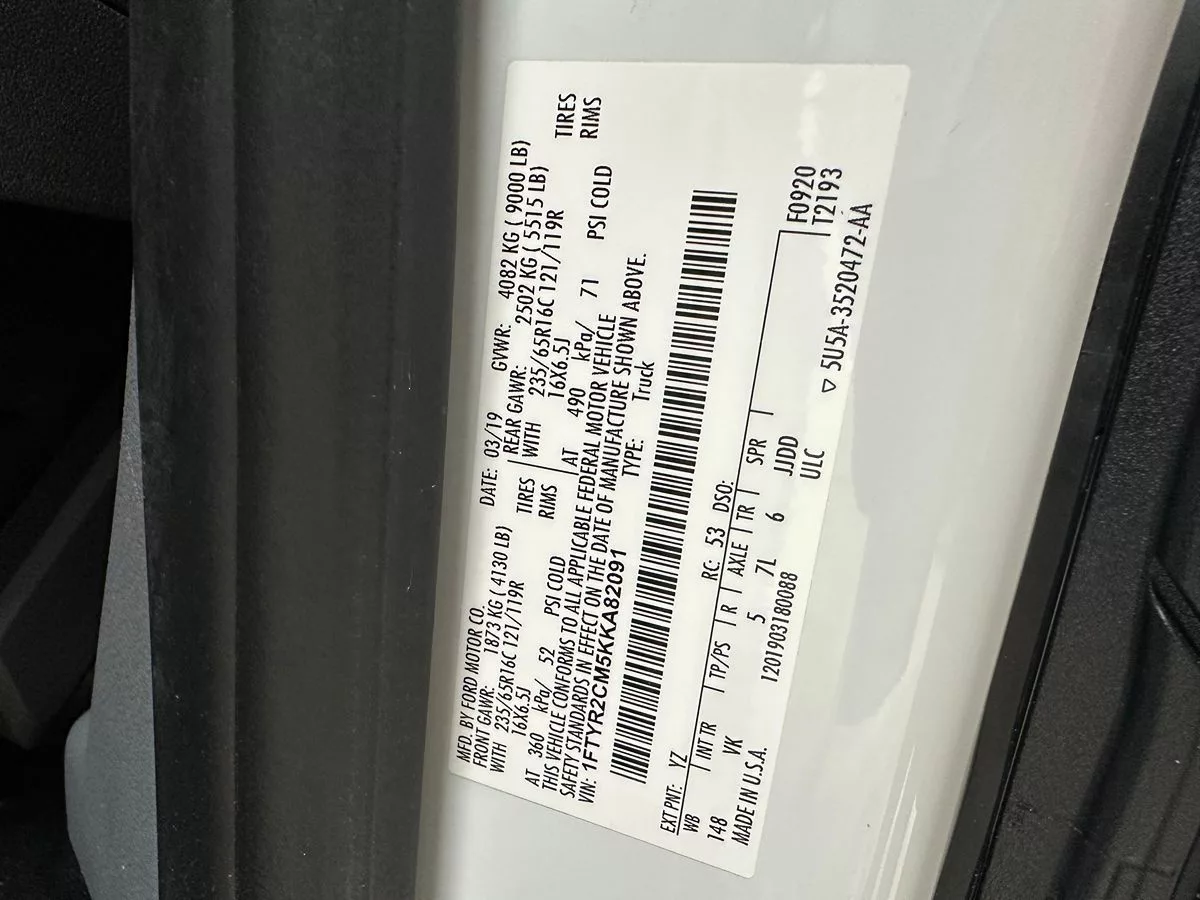 MFD. BY FORD MOTOR CO. DATE: 03/19 GVWR: 4082 KG ( 9000 LB)
FRONT GAWR: 1873 KG ( 4130 LB) REAR GAWR: 2502 KG ( 5515 LB)
WITH 235/65R16C 121/119R TIRES WITH 235/65R16C 121/119R TIRES
16X6.5J RIMS 16X6.5J RIMS
AT 360 kPa/ 52 PSI COLD AT 490 kPa/ 71 PSI COLD
THIS VEHICLE CONFORMS TO ALL APPLICABLE FEDERAL MOTOR VEHICLE
SAFETY STANDARDS IN EFFECT ON THE DATE OF MANUFACTURE SHOWN ABOVE.
VIN: 1FTYR2CM5KKA82091 TYPE: Truck
EXT PNT: YZ RC: 53 DSO:
WB INT TR TP/PS R AXLE TR SPR F0920
148 VK 5 7L 6 JJDD T2193
MADE IN U.S.A. 1201903180088 ULC
▽ 5U5A-3520472-AA